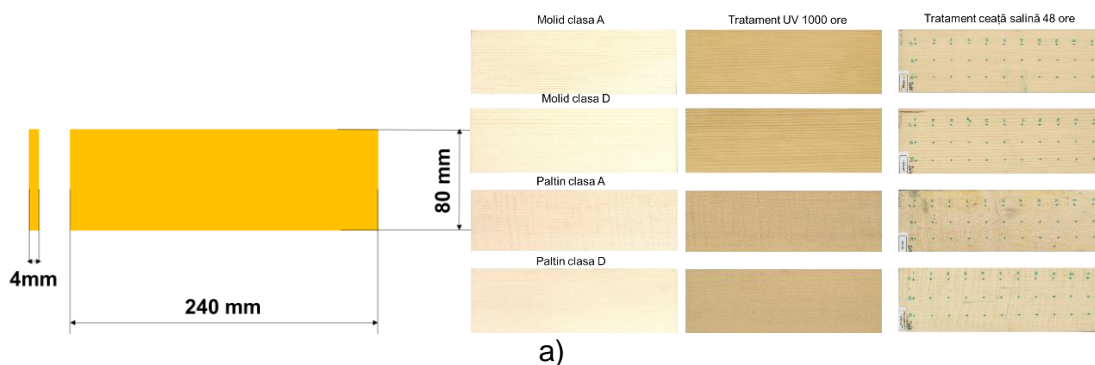 Molid clasa A
Tratament UV 1000 ore
Tratament ceață salină 48 ore
Molid clasa D
Paltin clasa A
Paltin clasa D
80 mm
4mm
240 mm
a)